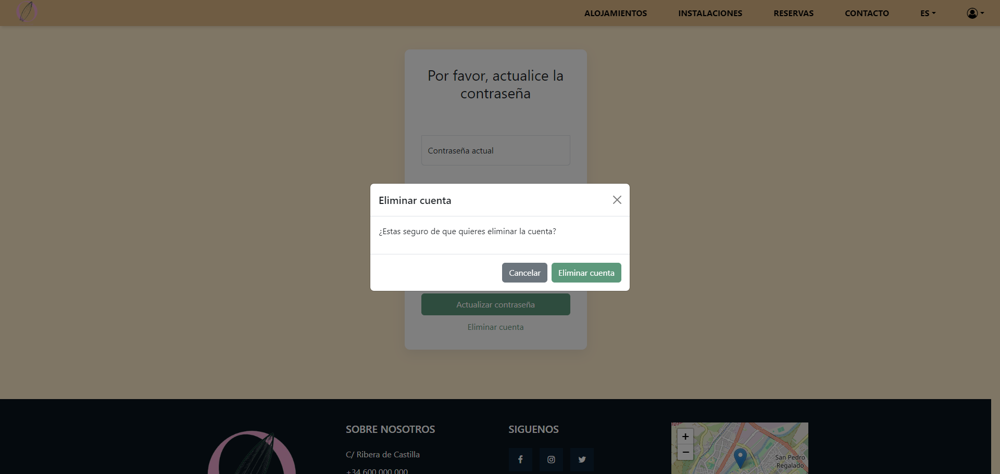 ALOJAMIENTOS
INSTALACIONES
RESERVAS
CONTACTO
ES
Por favor, actualice la
contraseña
Contraseña actual
Eliminar cuenta
¿Estas seguro de que quieres eliminar la cuenta?
Cancelar
Eliminar cuenta
Actualizar contraseña
Eliminar cuenta
SOBRE NOSOTROS
C/ Ribera de Castilla
+34 600 000 000
SIGUENOS
+
−
San Pedro
Regalado